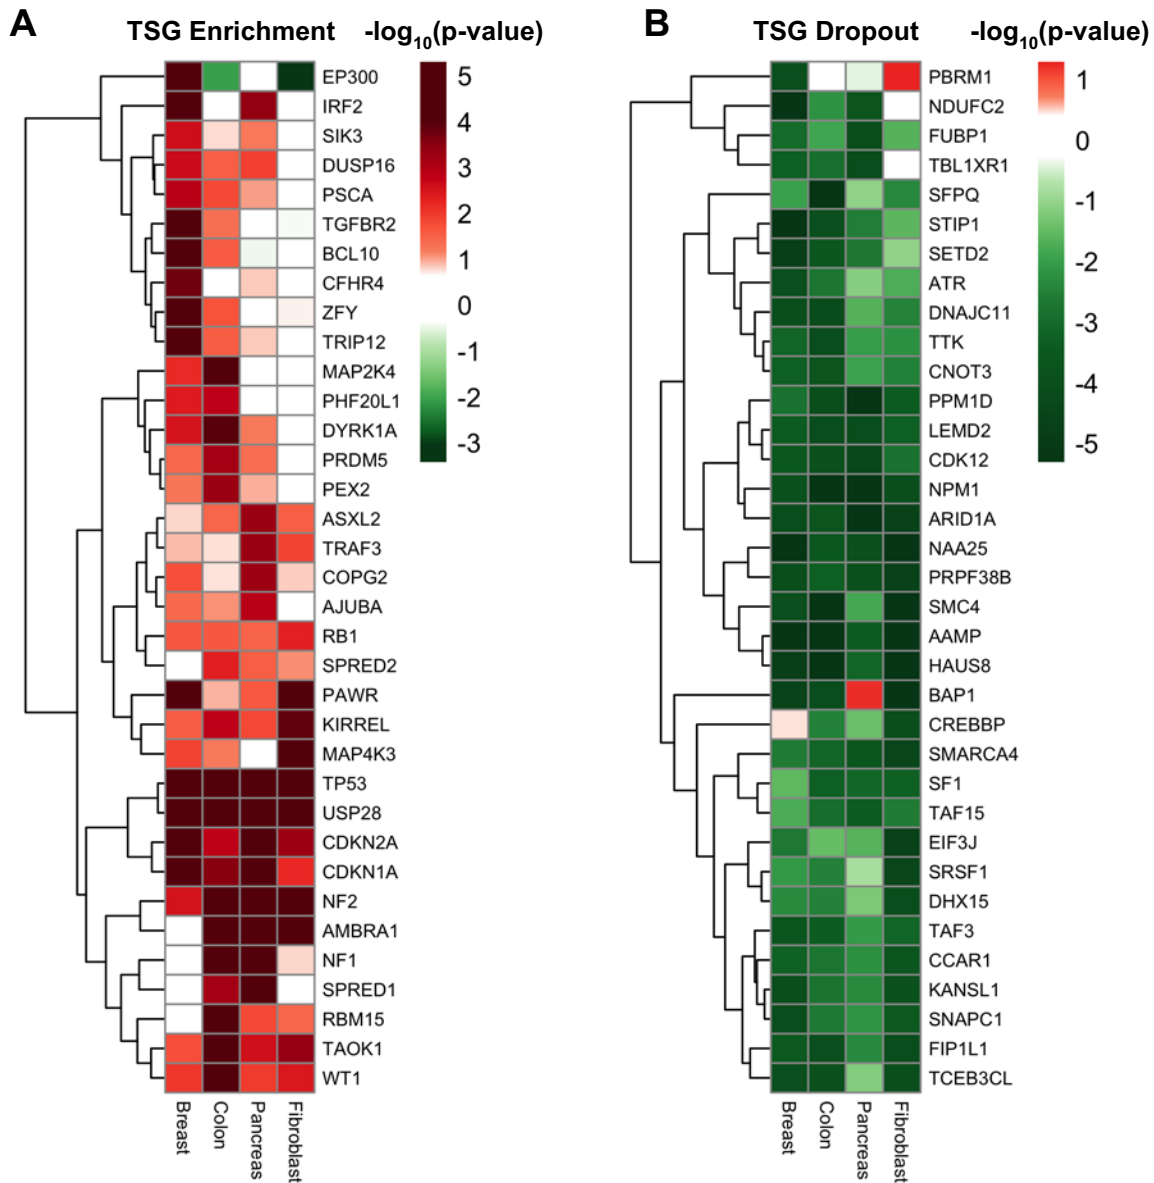 A
TSG Enrichment
-log10(p-value)
EP300
IRF2
SIK3
DUSP16
PSCA
TGFBR2
BCL10
CFHR4
ZFY
TRIP12
MAP2K4
PHF20L1
DYRK1A
PRDM5
PEX2
ASXL2
TRAF3
COPG2
AJUBA
RB1
SPRED2
PAWR
KIRREL
MAP4K3
TP53
USP28
CDKN2A
CDKN1A
NF2
AMBRA1
NF1
SPRED1
RBM15
TAOK1
WT1
5
4
3
2
1
0
-1
-2
-3
Breast
Colon
Pancreas
Fibroblast
B
TSG Dropout
-log10(p-value)
PBRM1
NDUFC2
FUBP1
TBL1XR1
SFPQ
STIP1
SETD2
ATR
DNAJC11
TTK
CNOT3
PPM1D
LEMD2
CDK12
NPM1
ARID1A
NAA25
PRPF38B
SMC4
AAMP
HAUS8
BAP1
CREBBP
SMARCA4
SF1
TAF15
EIF3J
SRSF1
DHX15
TAF3
CCAR1
KANSL1
SNAPC1
FIP1L1
TCEB3CL
1
0
-1
-2
-3
-4
-5
Breast
Colon
Pancreas
Fibroblast